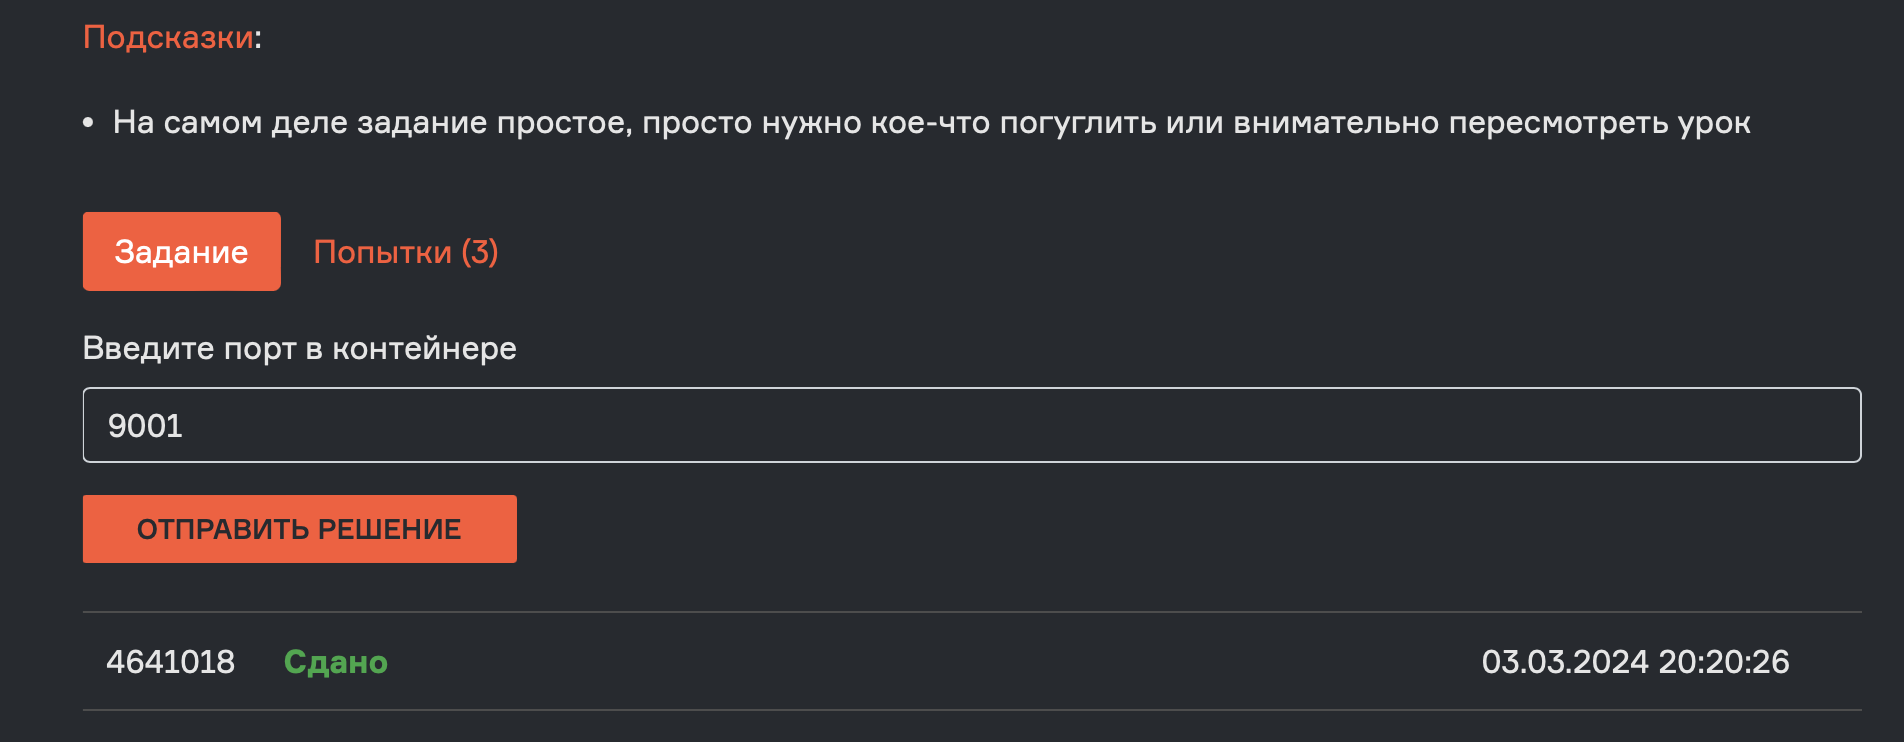 Подсказки:
• На самом деле задание простое, просто нужно кое-что погуглить или внимательно пересмотреть урок
Задание Попытки (3)
Введите порт в контейнере
9001
ОТПРАВИТЬ РЕШЕНИЕ
4641018 Сдано 03.03.2024 20:20:26